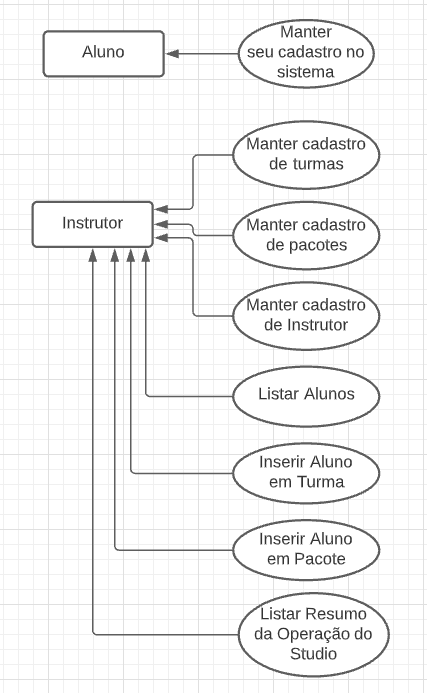 Aluno
Manter
seu cadastro no
sistema
Manter cadastro
de turmas
Instrutor
Manter cadastro
de pacotes
Manter cadastro
de Instrutor
Listar Alunos
Inserir Aluno
em Turma
Inserir Aluno
em Pacote
Listar Resumo
da Operação do
Studio